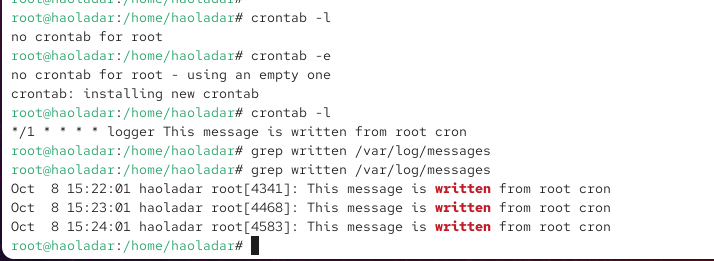 root@haoladar:/home/haoladar# crontab -l
no crontab for root
root@haoladar:/home/haoladar# crontab -e
no crontab for root - using an empty one
crontab: installing new crontab
root@haoladar:/home/haoladar# crontab -l
*/1 * * * * logger This message is written from root cron
root@haoladar:/home/haoladar# grep written /var/log/messages
root@haoladar:/home/haoladar# grep written /var/log/messages
Oct  8 15:22:01 haoladar root[4341]: This message is written from root cron
Oct  8 15:23:01 haoladar root[4468]: This message is written from root cron
Oct  8 15:24:01 haoladar root[4583]: This message is written from root cron
root@haoladar:/home/haoladar#